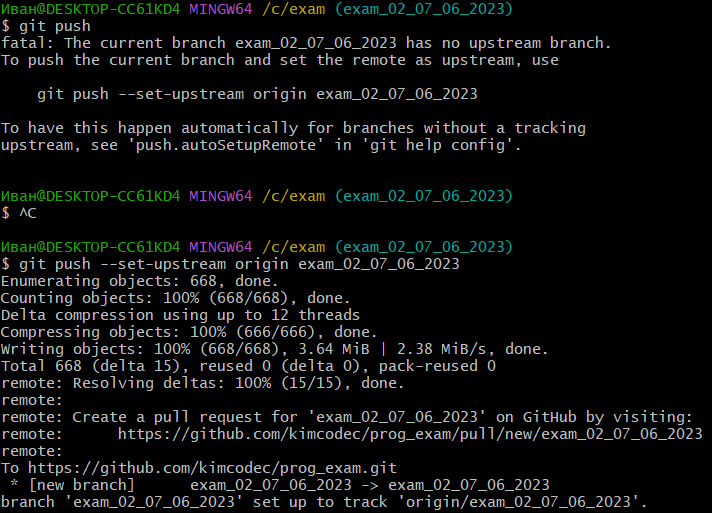 Иван@DESKTOP-CC61KD4 MINGW64 /c/exam (exam_02_07_06_2023)
$ git push
fatal: The current branch exam_02_07_06_2023 has no upstream branch.
To push the current branch and set the remote as upstream, use
    git push --set-upstream origin exam_02_07_06_2023
To have this happen automatically for branches without a tracking
upstream, see 'push.autoSetupRemote' in 'git help config'.
Иван@DESKTOP-CC61KD4 MINGW64 /c/exam (exam_02_07_06_2023)
$ ^C
Иван@DESKTOP-CC61KD4 MINGW64 /c/exam (exam_02_07_06_2023)
$ git push --set-upstream origin exam_02_07_06_2023
Enumerating objects: 668, done.
Counting objects: 100% (668/668), done.
Delta compression using up to 12 threads
Compressing objects: 100% (666/666), done.
Writing objects: 100% (668/668), 3.64 MiB | 2.38 MiB/s, done.
Total 668 (delta 15), reused 0 (delta 0), pack-reused 0
remote: Resolving deltas: 100% (15/15), done.
remote:
remote: Create a pull request for 'exam_02_07_06_2023' on GitHub by visiting:
remote:      https://github.com/kimcodec/prog_exam/pull/new/exam_02_07_06_2023
remote:
To https://github.com/kimcodec/prog_exam.git
 * [new branch]      exam_02_07_06_2023 -> exam_02_07_06_2023
branch 'exam_02_07_06_2023' set up to track 'origin/exam_02_07_06_2023'.